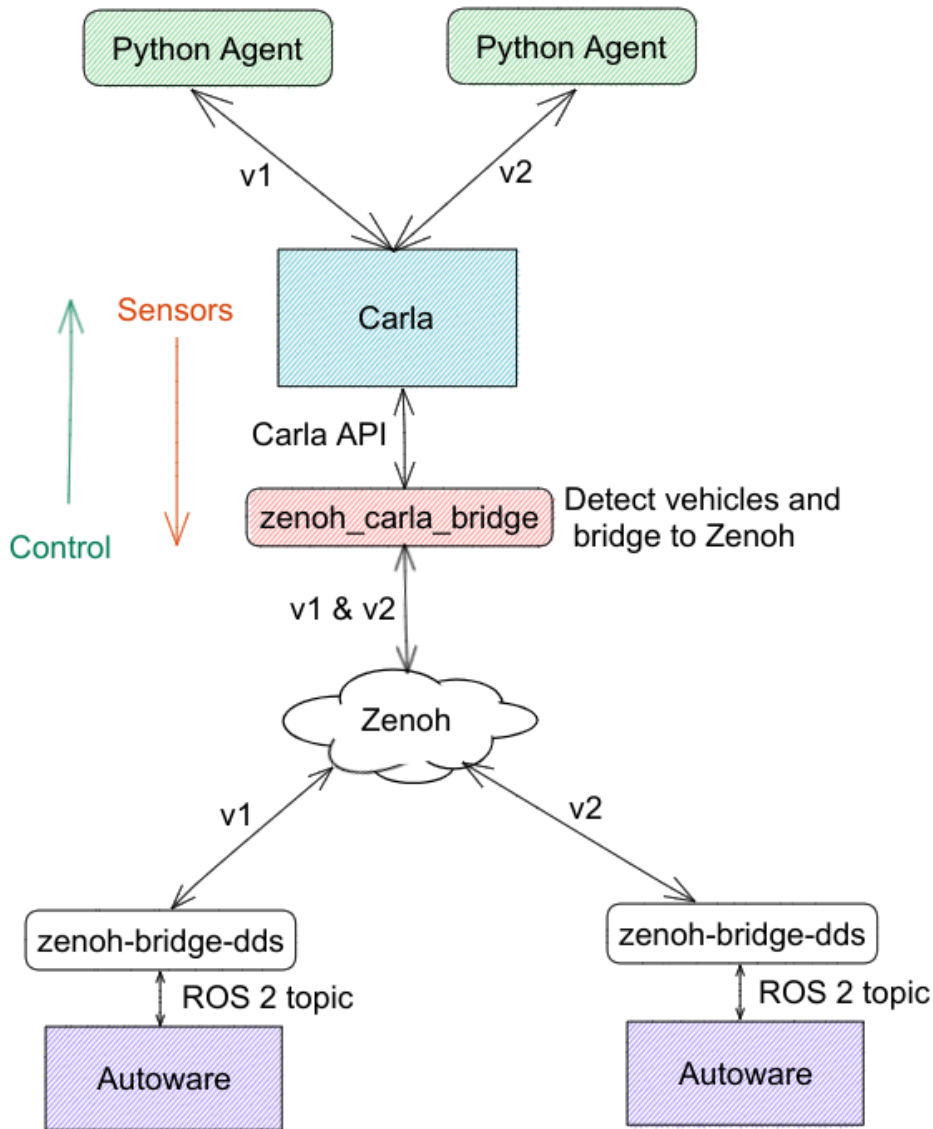 Python Agent
Python Agent
v1
v2
Carla
Sensors
Control
Carla API
zenoh_carla_bridge
Detect vehicles and
bridge to Zenoh
v1 & v2
Zenoh
v1
v2
zenoh-bridge-dds
zenoh-bridge-dds
ROS 2 topic
ROS 2 topic
Autoware
Autoware